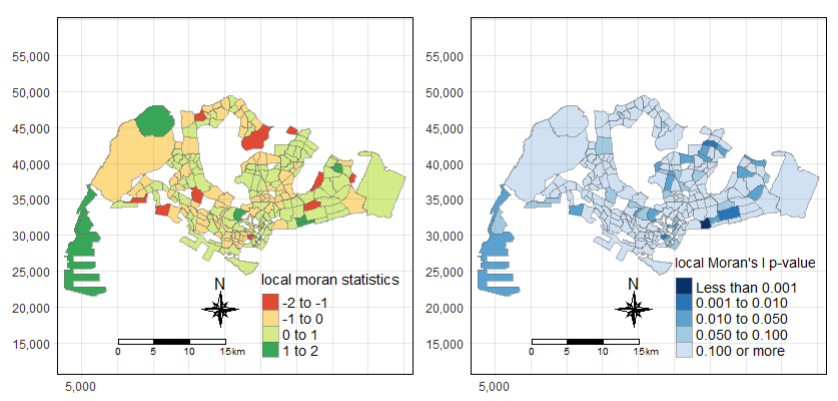 55,000
50,000
45,000
40,000
35,000
30,000
25,000
20,000
15,000
5,000
local moran statistics
-2 to -1
-1 to 0
0 to 1
1 to 2
N
0 5 10 15km
55,000
50,000
45,000
40,000
35,000
30,000
25,000
20,000
15,000
5,000
local Moran's I p-value
Less than 0.001
0.001 to 0.010
0.010 to 0.050
0.050 to 0.100
0.100 or more
N
0 5 10 15km